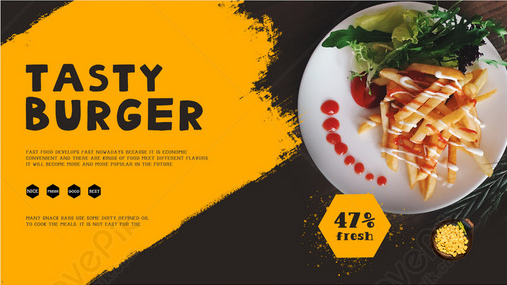 TASTY
BURGER
FAST FOOD DEVELOPS FAST NOWADAYS BECAUSE IT IS ECONOMIC
CONVENIENT AND THERE ARE KINDS OF FOOD MEET DIFFERENT FLAVORS
IT WILL BECOME MORE AND MORE POPULAR IN THE FUTURE
NICE FRESH GOOD BEST
MANY SNACK BARS USE SOME DIRTY REFINED OIL
TO COOK THE MEALS. IT IS NOT EASY FOR THE
47%
fresh